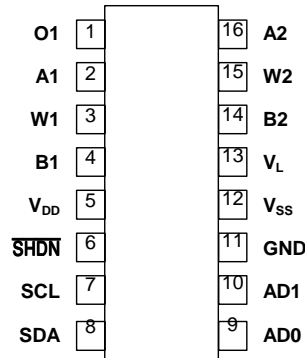 O1 1 16 A2
A1 2 15 W2
W1 3 14 B2
B1 4 13 VL
VDD 5 12 VSS
SHDN 6 11 GND
SCL 7 10 AD1
SDA 8 9 AD0